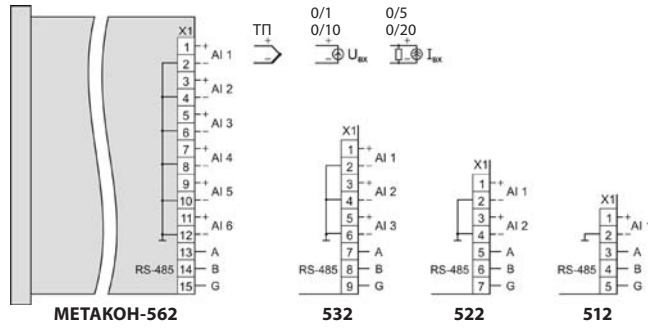 ТП
0/1
0/10
0/5
0/20
+
−
+
−
Uвх
+
−
Iвх
X1
1 + AI 1
2 −
3 + AI 2
4 −
5 + AI 3
6 −
7 + AI 4
8 −
9 + AI 5
10 −
11 + AI 6
12 −
13 A
RS-485 14 B
15 G
МЕТАКОН-562
X1
1 + AI 1
2 −
3 + AI 2
4 −
5 + AI 3
6 −
7 A
RS-485 8 B
9 G
532
X1
1 + AI 1
2 −
3 + AI 2
4 −
5 A
RS-485 6 B
7 G
522
X1
1 + AI 1
2 −
3 A
RS-485 4 B
5 G
512